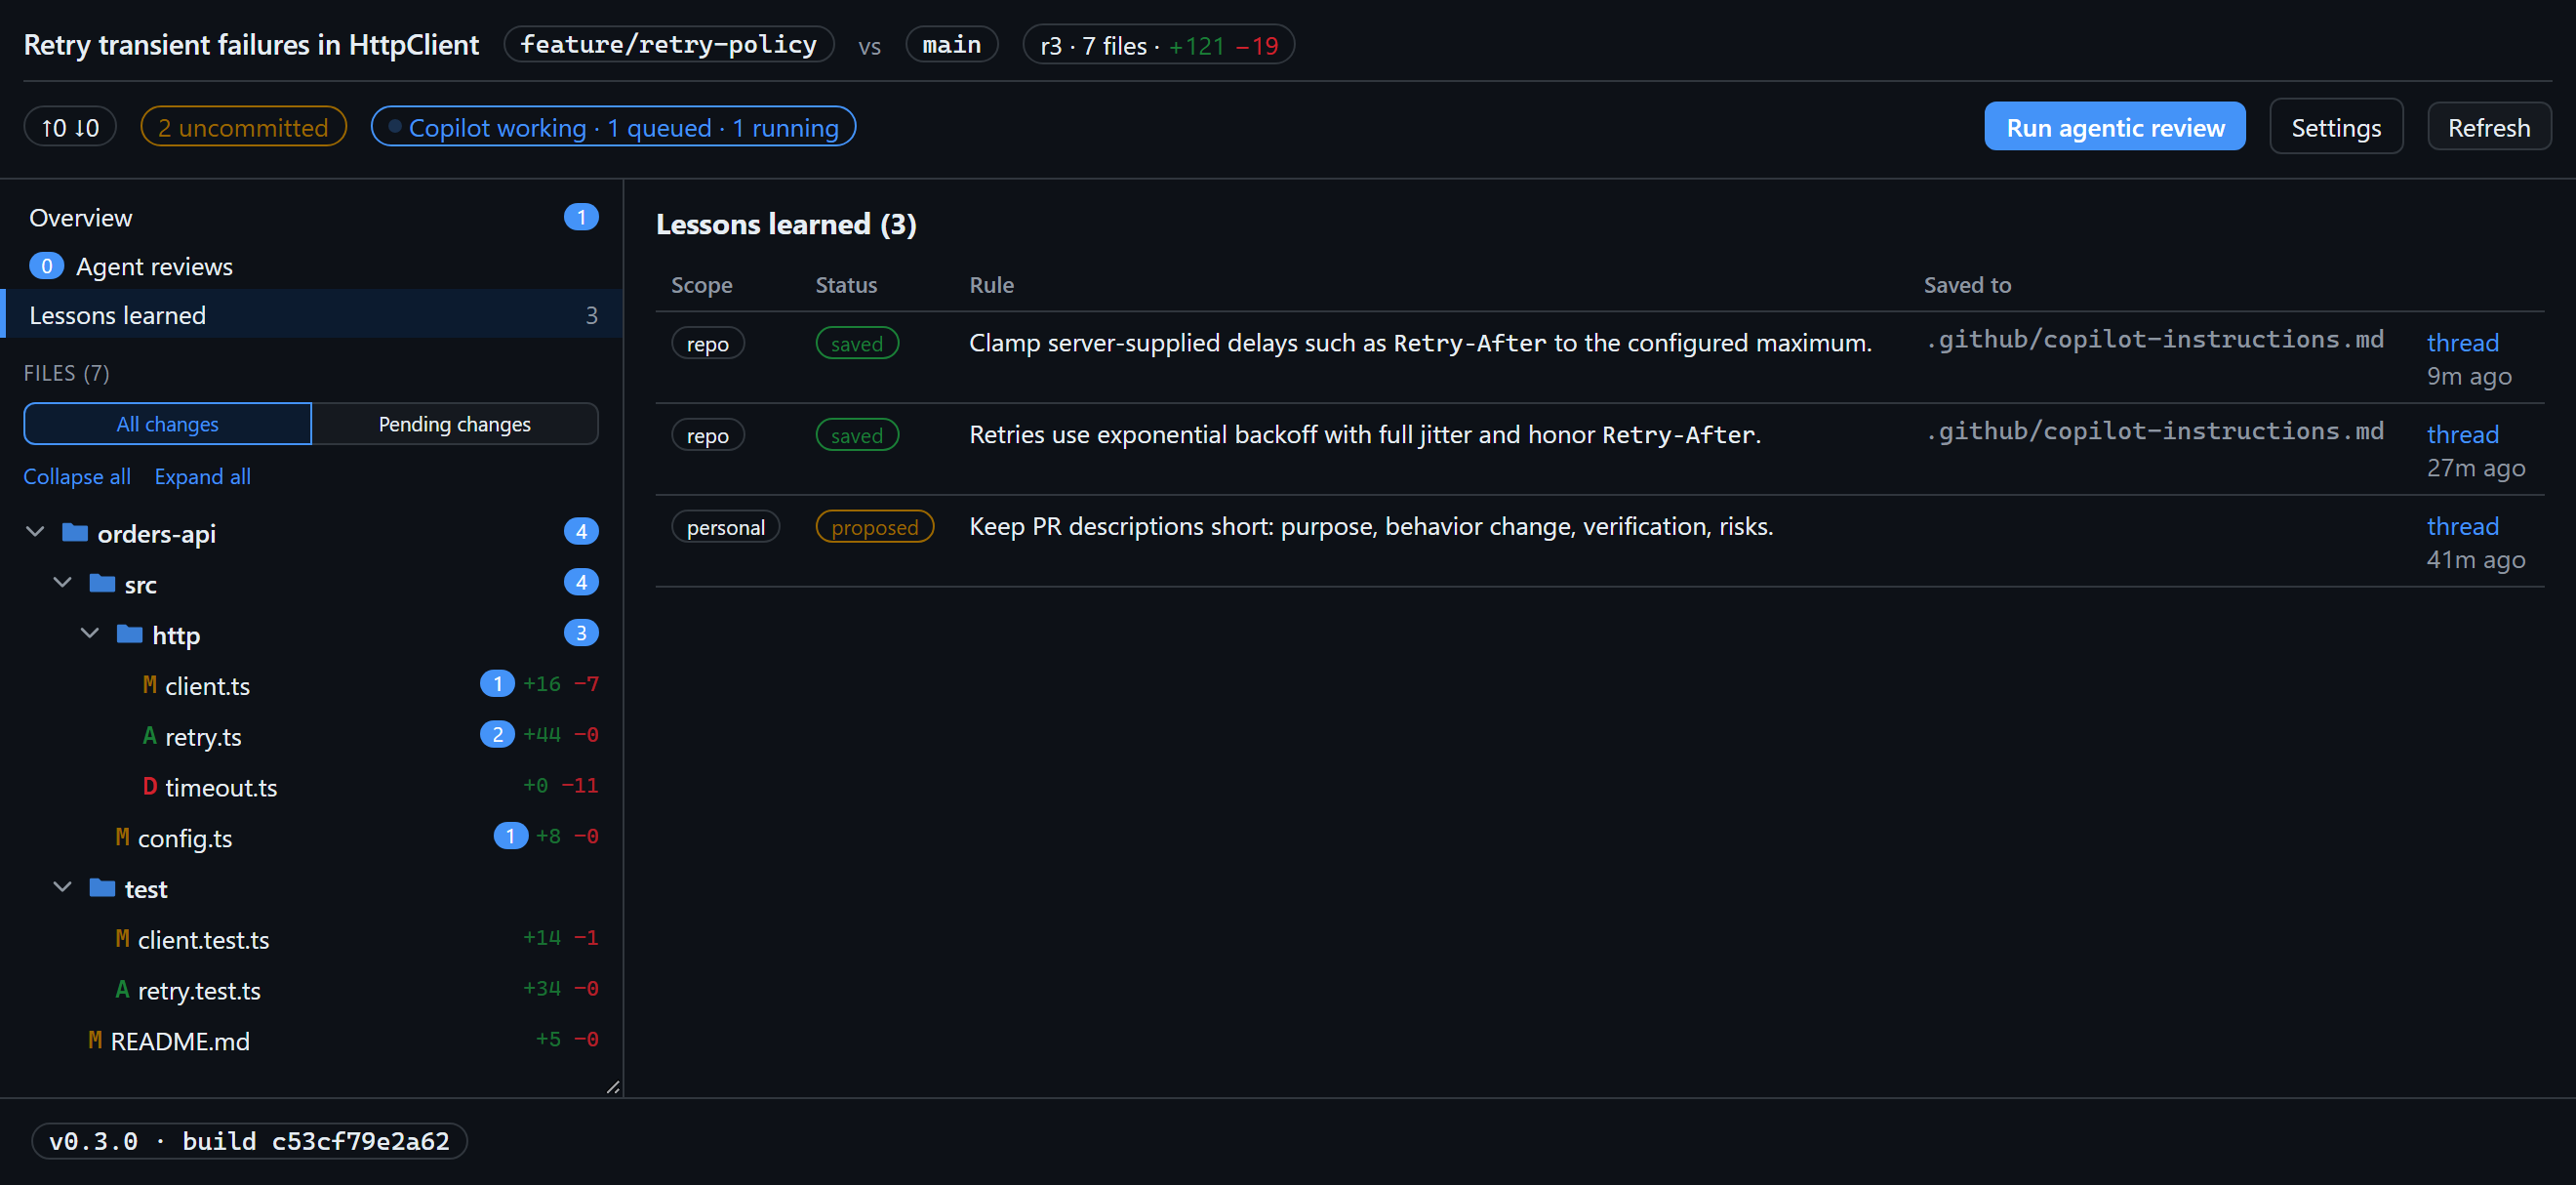 Retry transient failures in HttpClient feature/retry-policy vs main r3 · 7 files · +121 −19
↑0 ↓0 2 uncommitted Copilot working · 1 queued · 1 running Run agentic review Settings Refresh
Overview 1
0 Agent reviews
Lessons learned 3
FILES (7)
All changes Pending changes
Collapse all Expand all
orders-api 4
src 4
http 3
M client.ts 1 +16 −7
A retry.ts 2 +44 −0
D timeout.ts +0 −11
M config.ts 1 +8 −0
test
M client.test.ts +14 −1
A retry.test.ts +34 −0
M README.md +5 −0
Lessons learned (3)
Scope Status Rule Saved to
repo saved Clamp server-supplied delays such as Retry-After to the configured maximum. .github/copilot-instructions.md thread
9m ago
repo saved Retries use exponential backoff with full jitter and honor Retry-After. .github/copilot-instructions.md thread
27m ago
personal proposed Keep PR descriptions short: purpose, behavior change, verification, risks. thread
41m ago
v0.3.0 · build c53cf79e2a62